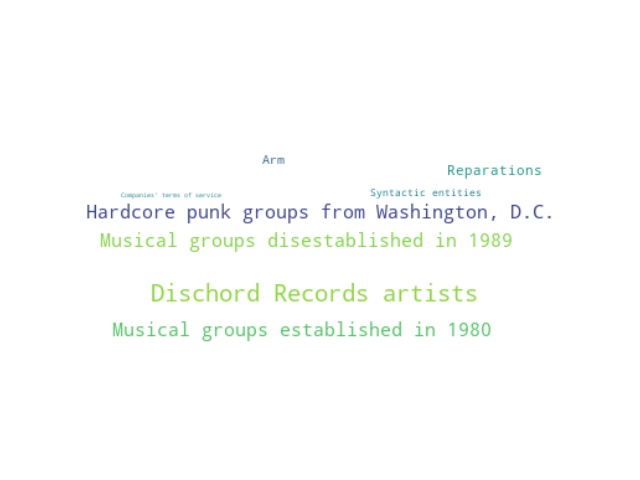 Arm
Reparations
Companies' terms of service
Syntactic entities
Hardcore punk groups from Washington, D.C.
Musical groups disestablished in 1989
Dischord Records artists
Musical groups established in 1980